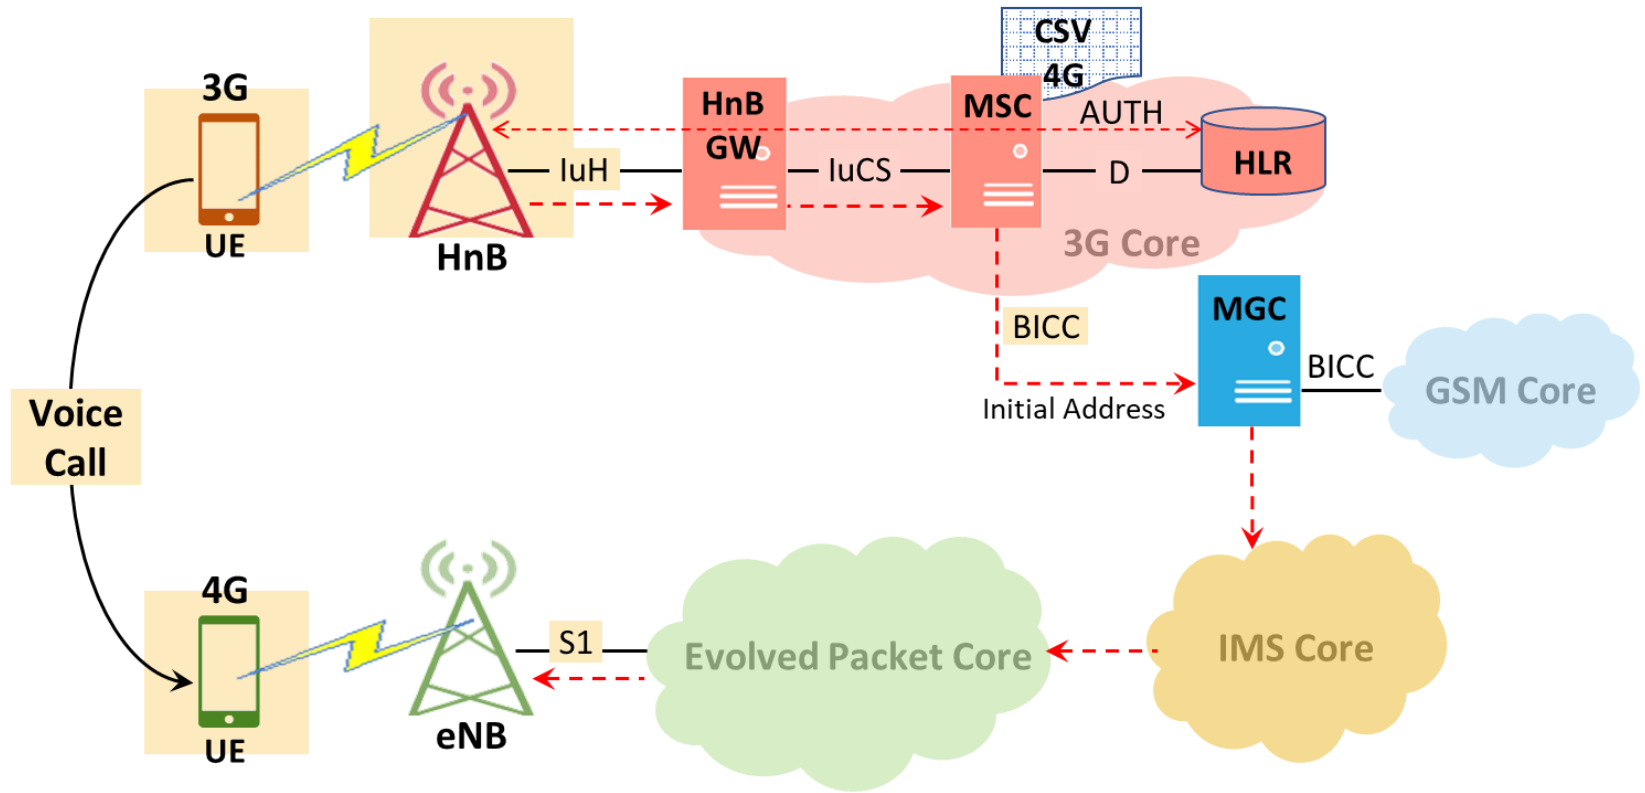 3G
UE
HnB
IuH
HnB
GW
IuCS
MSC
CSV
4G
AUTH
D
HLR
3G Core
BICC
Initial Address
MGC
BICC
GSM Core
Voice
Call
4G
UE
eNB
S1
Evolved Packet Core
IMS Core